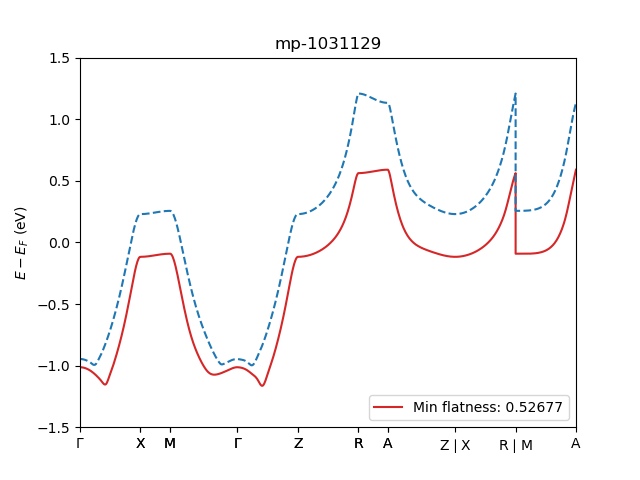 mp-1031129
E − E_F (eV)
1.5
1.0
0.5
0.0
−0.5
−1.0
−1.5
Min flatness: 0.52677
Γ X M Γ Z R A Z | X R | M A